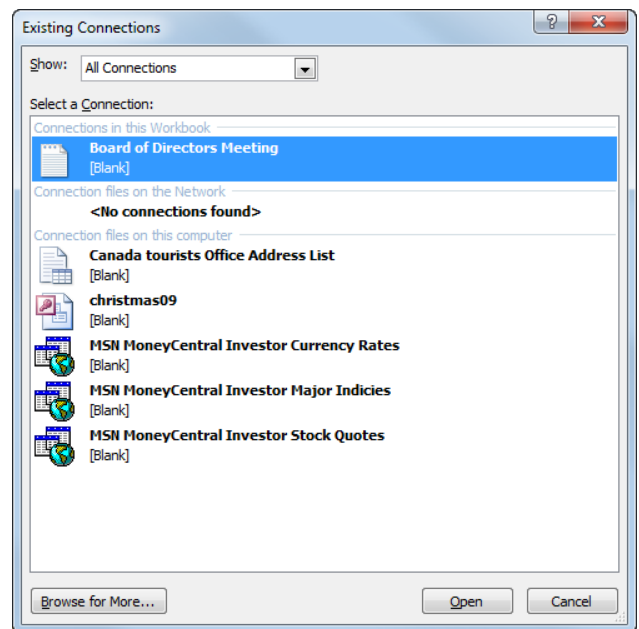 Existing Connections
Show: All Connections
Select a Connection:
Connections in this Workbook
Board of Directors Meeting
[Blank]
Connection files on the Network
<No connections found>
Connection files on this computer
Canada tourists Office Address List
[Blank]
christmas09
[Blank]
MSN MoneyCentral Investor Currency Rates
[Blank]
MSN MoneyCentral Investor Major Indicies
[Blank]
MSN MoneyCentral Investor Stock Quotes
[Blank]
Browse for More... Open Cancel